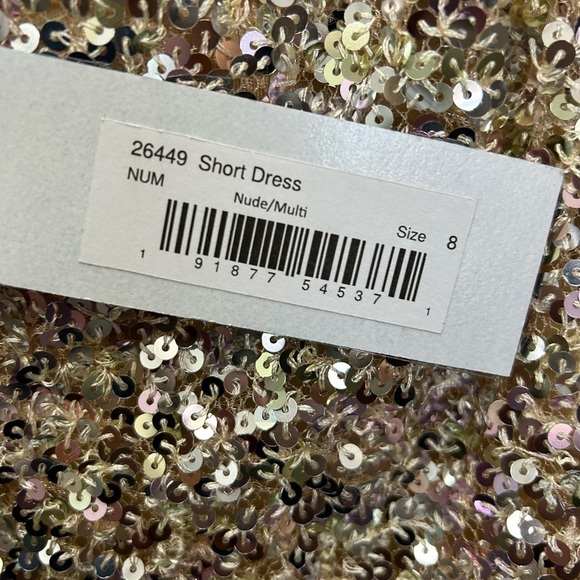 26449 Short Dress
NUM
Nude/Multi
Size 8
1 91877 54537 1